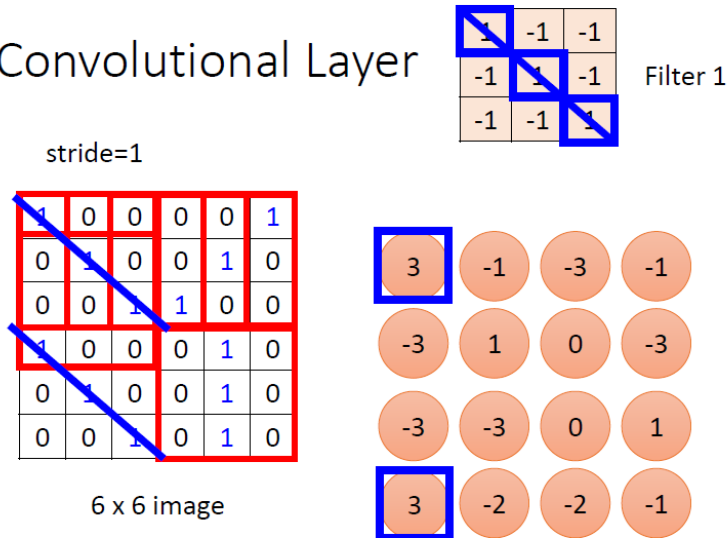 Convolutional Layer
1 -1 -1
-1 1 -1
-1 -1 1
Filter 1
stride=1
1 0 0 0 0 1
0 1 0 0 1 0
0 0 1 1 0 0
1 0 0 0 1 0
0 1 0 0 1 0
0 0 1 0 1 0
6 x 6 image
3 -1 -3 -1
-3 1 0 -3
-3 -3 0 1
3 -2 -2 -1